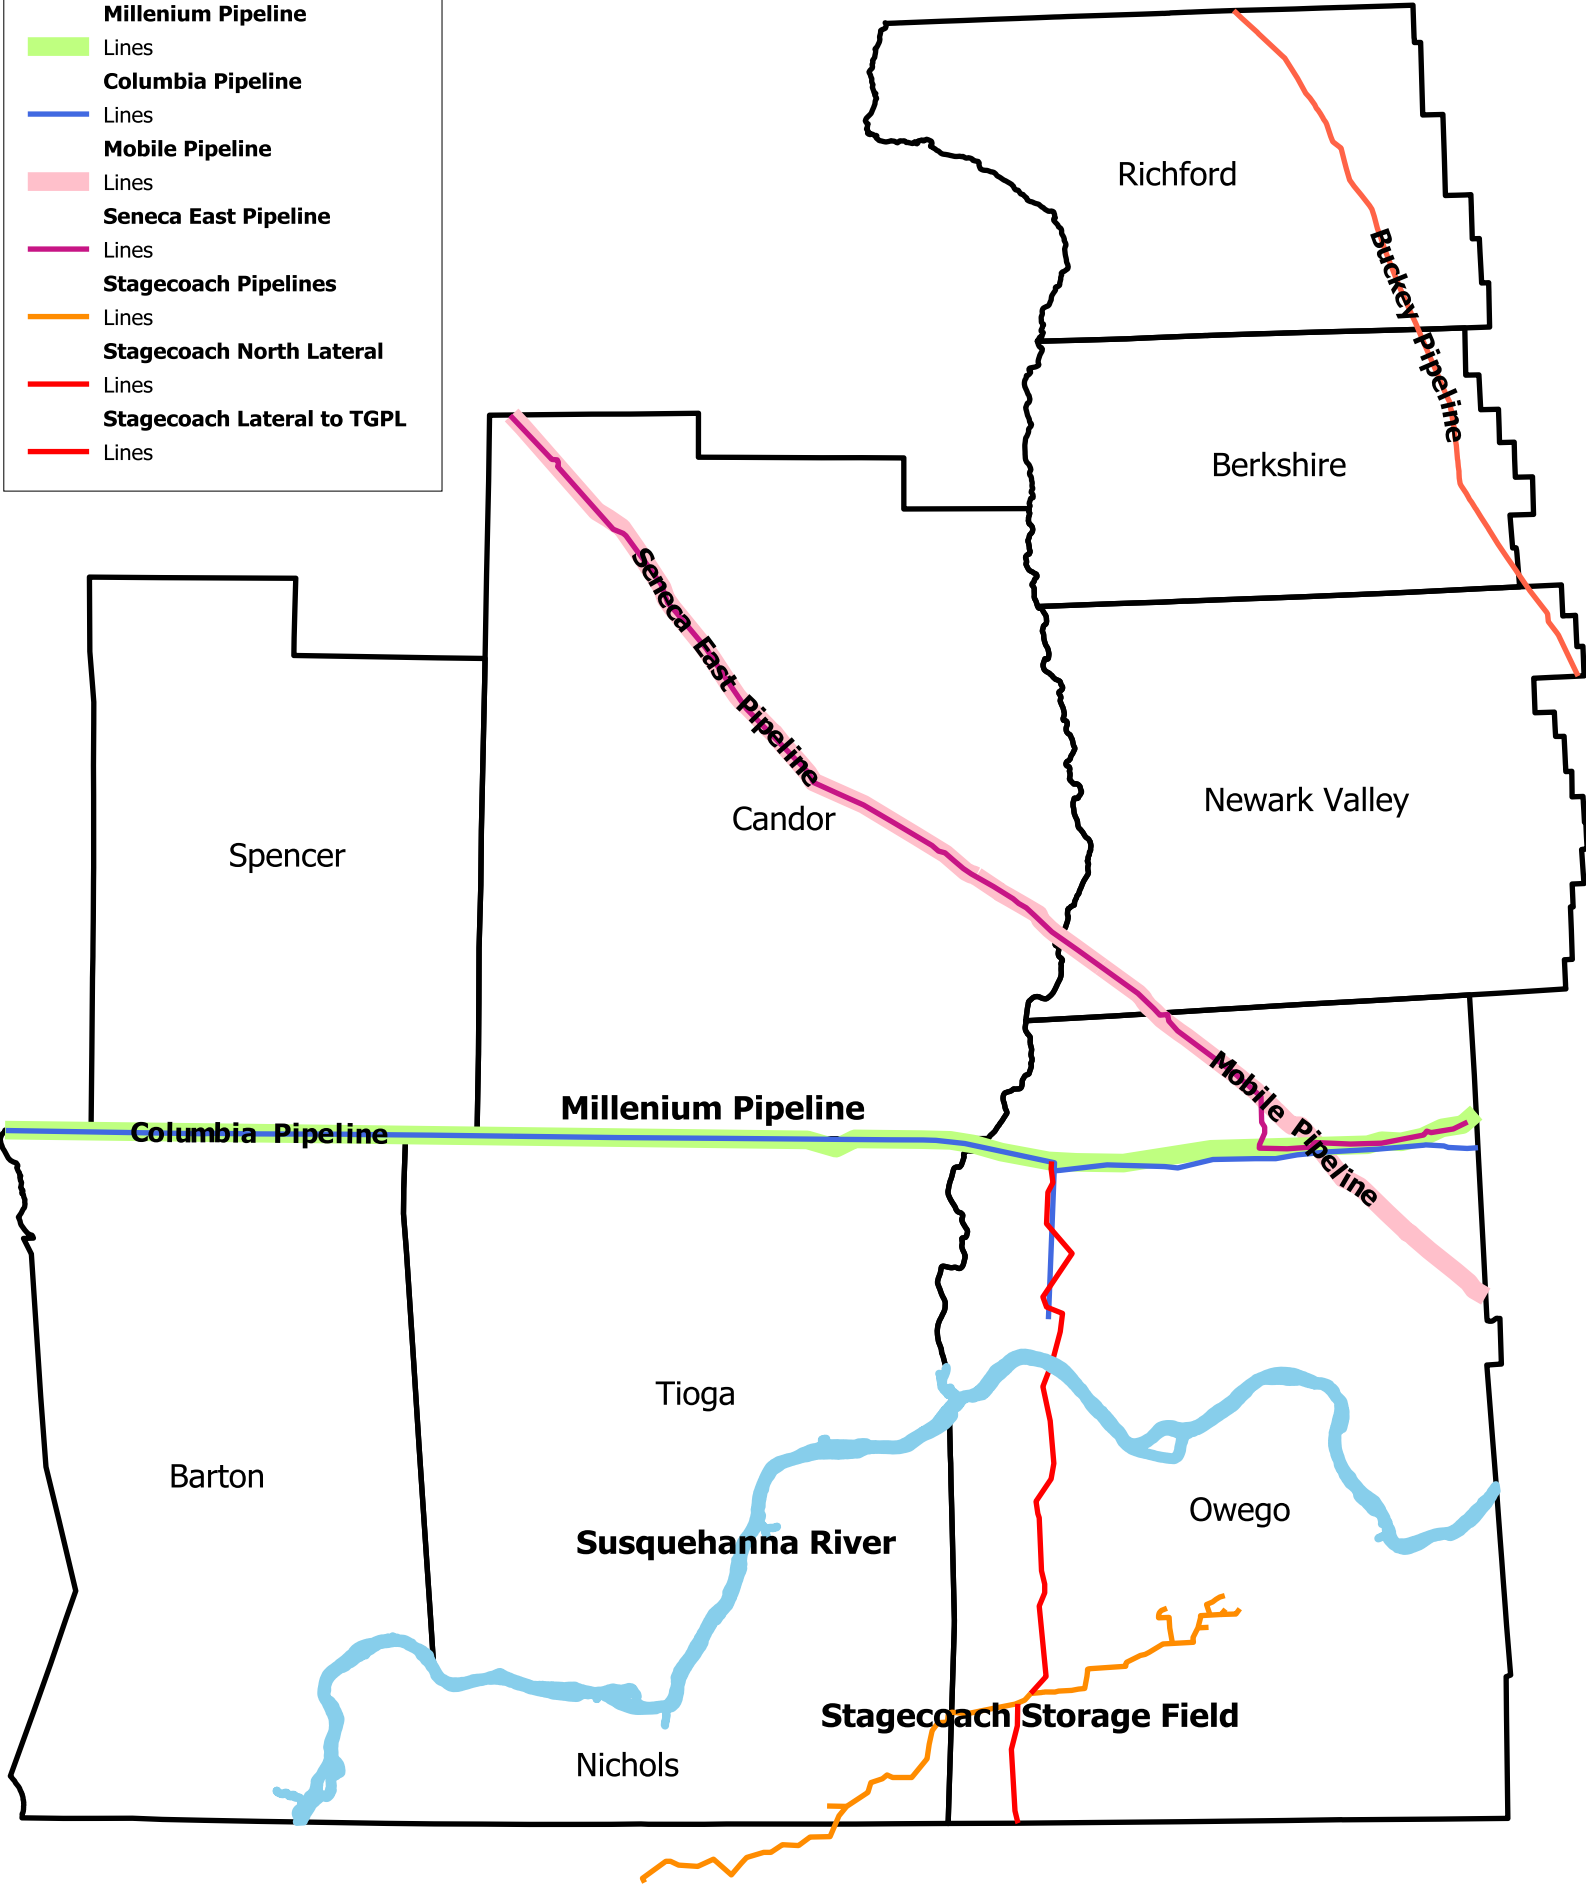 Millenium Pipeline
Lines
Columbia Pipeline
Lines
Mobile Pipeline
Lines
Seneca East Pipeline
Lines
Stagecoach Pipelines
Lines
Stagecoach North Lateral
Lines
Stagecoach Lateral to TGPL
Lines
Richford
Buckey Pipeline
Berkshire
Seneca East Pipeline
Newark Valley
Candor
Spencer
Mobile Pipeline
Millenium Pipeline
Columbia Pipeline
Tioga
Barton
Owego
Susquehanna River
Stagecoach Storage Field
Nichols